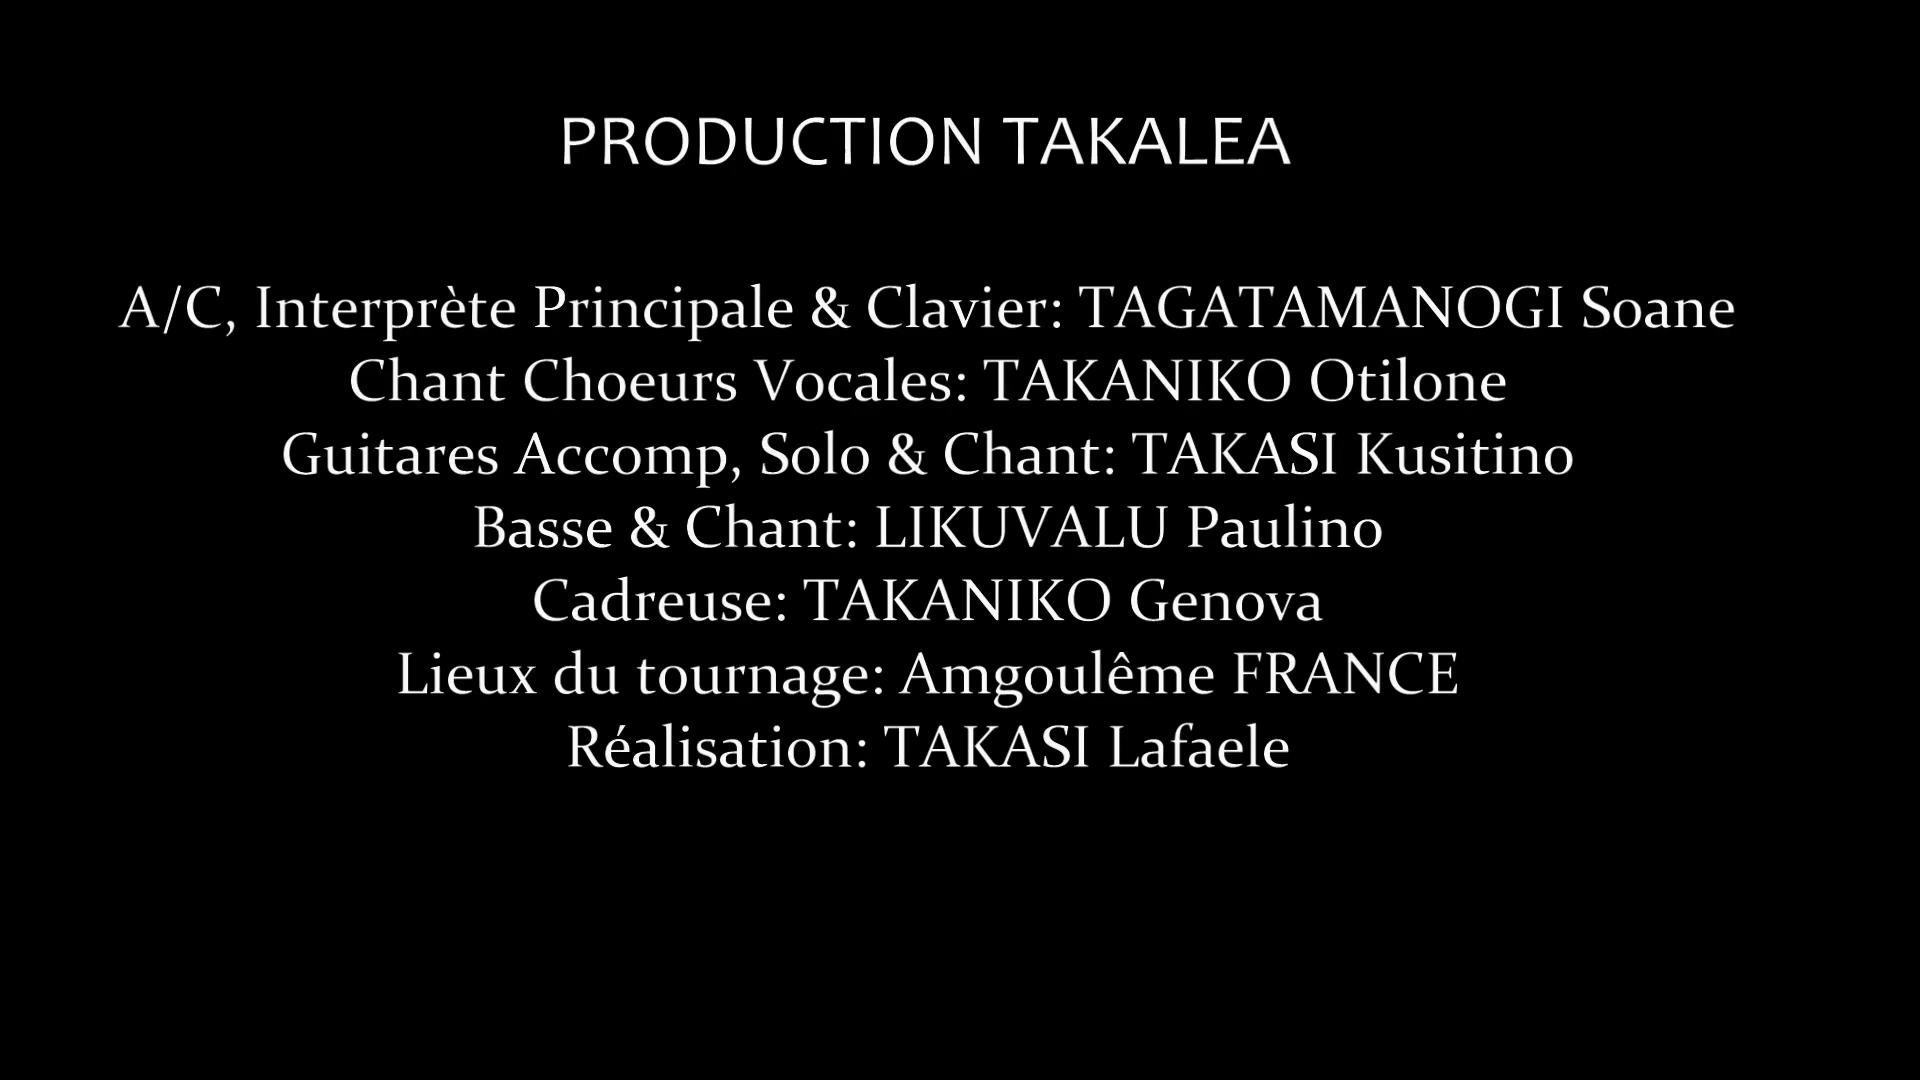 PRODUCTION TAKALEA
A/C, Interprète Principale & Clavier: TAGATAMANOGI Soane
Chant Choeurs Vocales: TAKANIKO Otilone
Guitares Accomp, Solo & Chant: TAKASI Kusitino
Basse & Chant: LIKUVALU Paulino
Cadreuse: TAKANIKO Genova
Lieux du tournage: Amgoulême FRANCE
Réalisation: TAKASI Lafaele